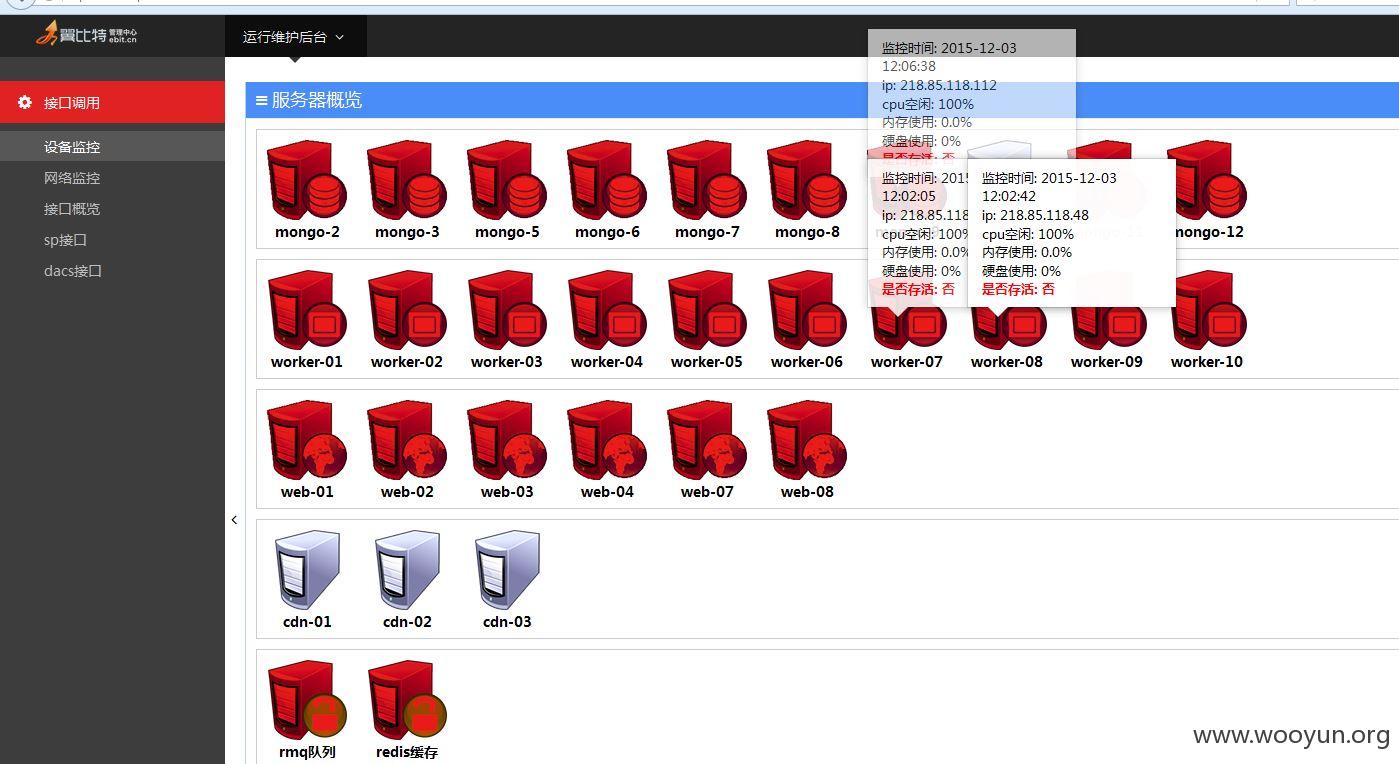 翼比特 管理中心
ebit.cn
运行维护后台
接口调用
设备监控
网络监控
接口概览
sp接口
dacs接口
服务器概览
监控时间: 2015-12-03
12:06:38
ip: 218.85.118.112
cpu空闲: 100%
内存使用: 0.0%
硬盘使用: 0%
是否存活: 否
mongo-2 mongo-3 mongo-5 mongo-6 mongo-7 mongo-8 mongo-9 mongo-11 mongo-12
监控时间: 2015
12:02:05
ip: 218.85.118
cpu空闲: 100%
内存使用: 0.0%
硬盘使用: 0%
是否存活: 否
监控时间: 2015-12-03
12:02:42
ip: 218.85.118.48
cpu空闲: 100%
内存使用: 0.0%
硬盘使用: 0%
是否存活: 否
worker-01 worker-02 worker-03 worker-04 worker-05 worker-06 worker-07 worker-08 worker-09 worker-10
web-01 web-02 web-03 web-04 web-07 web-08
cdn-01 cdn-02 cdn-03
rmq队列 redis缓存
www.wooyun.org